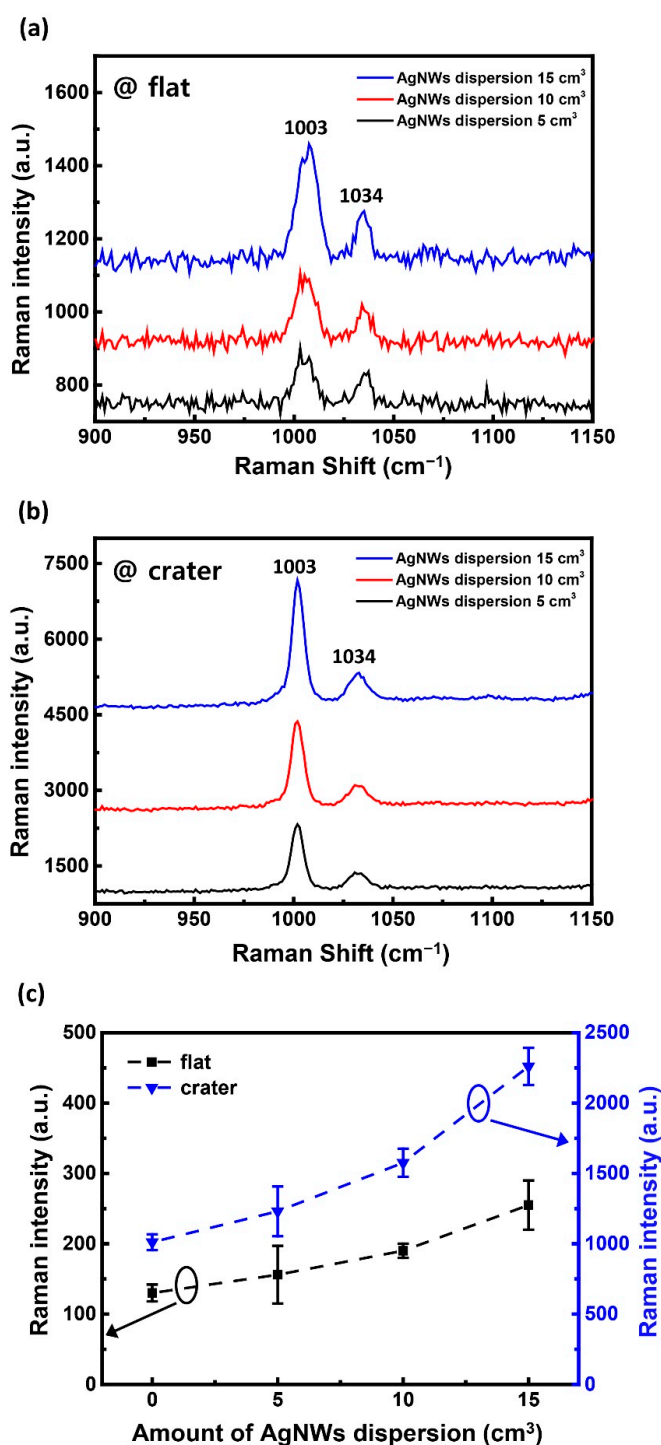 (a)
@ flat
AgNWs dispersion 15 cm³
AgNWs dispersion 10 cm³
AgNWs dispersion 5 cm³
1003
1034
1600
1400
1200
1000
800
Raman intensity (a.u.)
900 950 1000 1050 1100 1150
Raman Shift (cm⁻¹)
(b)
@ crater
AgNWs dispersion 15 cm³
AgNWs dispersion 10 cm³
AgNWs dispersion 5 cm³
1003
1034
7500
6000
4500
3000
1500
Raman intensity (a.u.)
900 950 1000 1050 1100 1150
Raman Shift (cm⁻¹)
(c)
flat
crater
500
400
300
200
100
0
Raman intensity (a.u.)
2500
2000
1500
1000
500
0
Raman intensity (a.u.)
0 5 10 15
Amount of AgNWs dispersion (cm³)